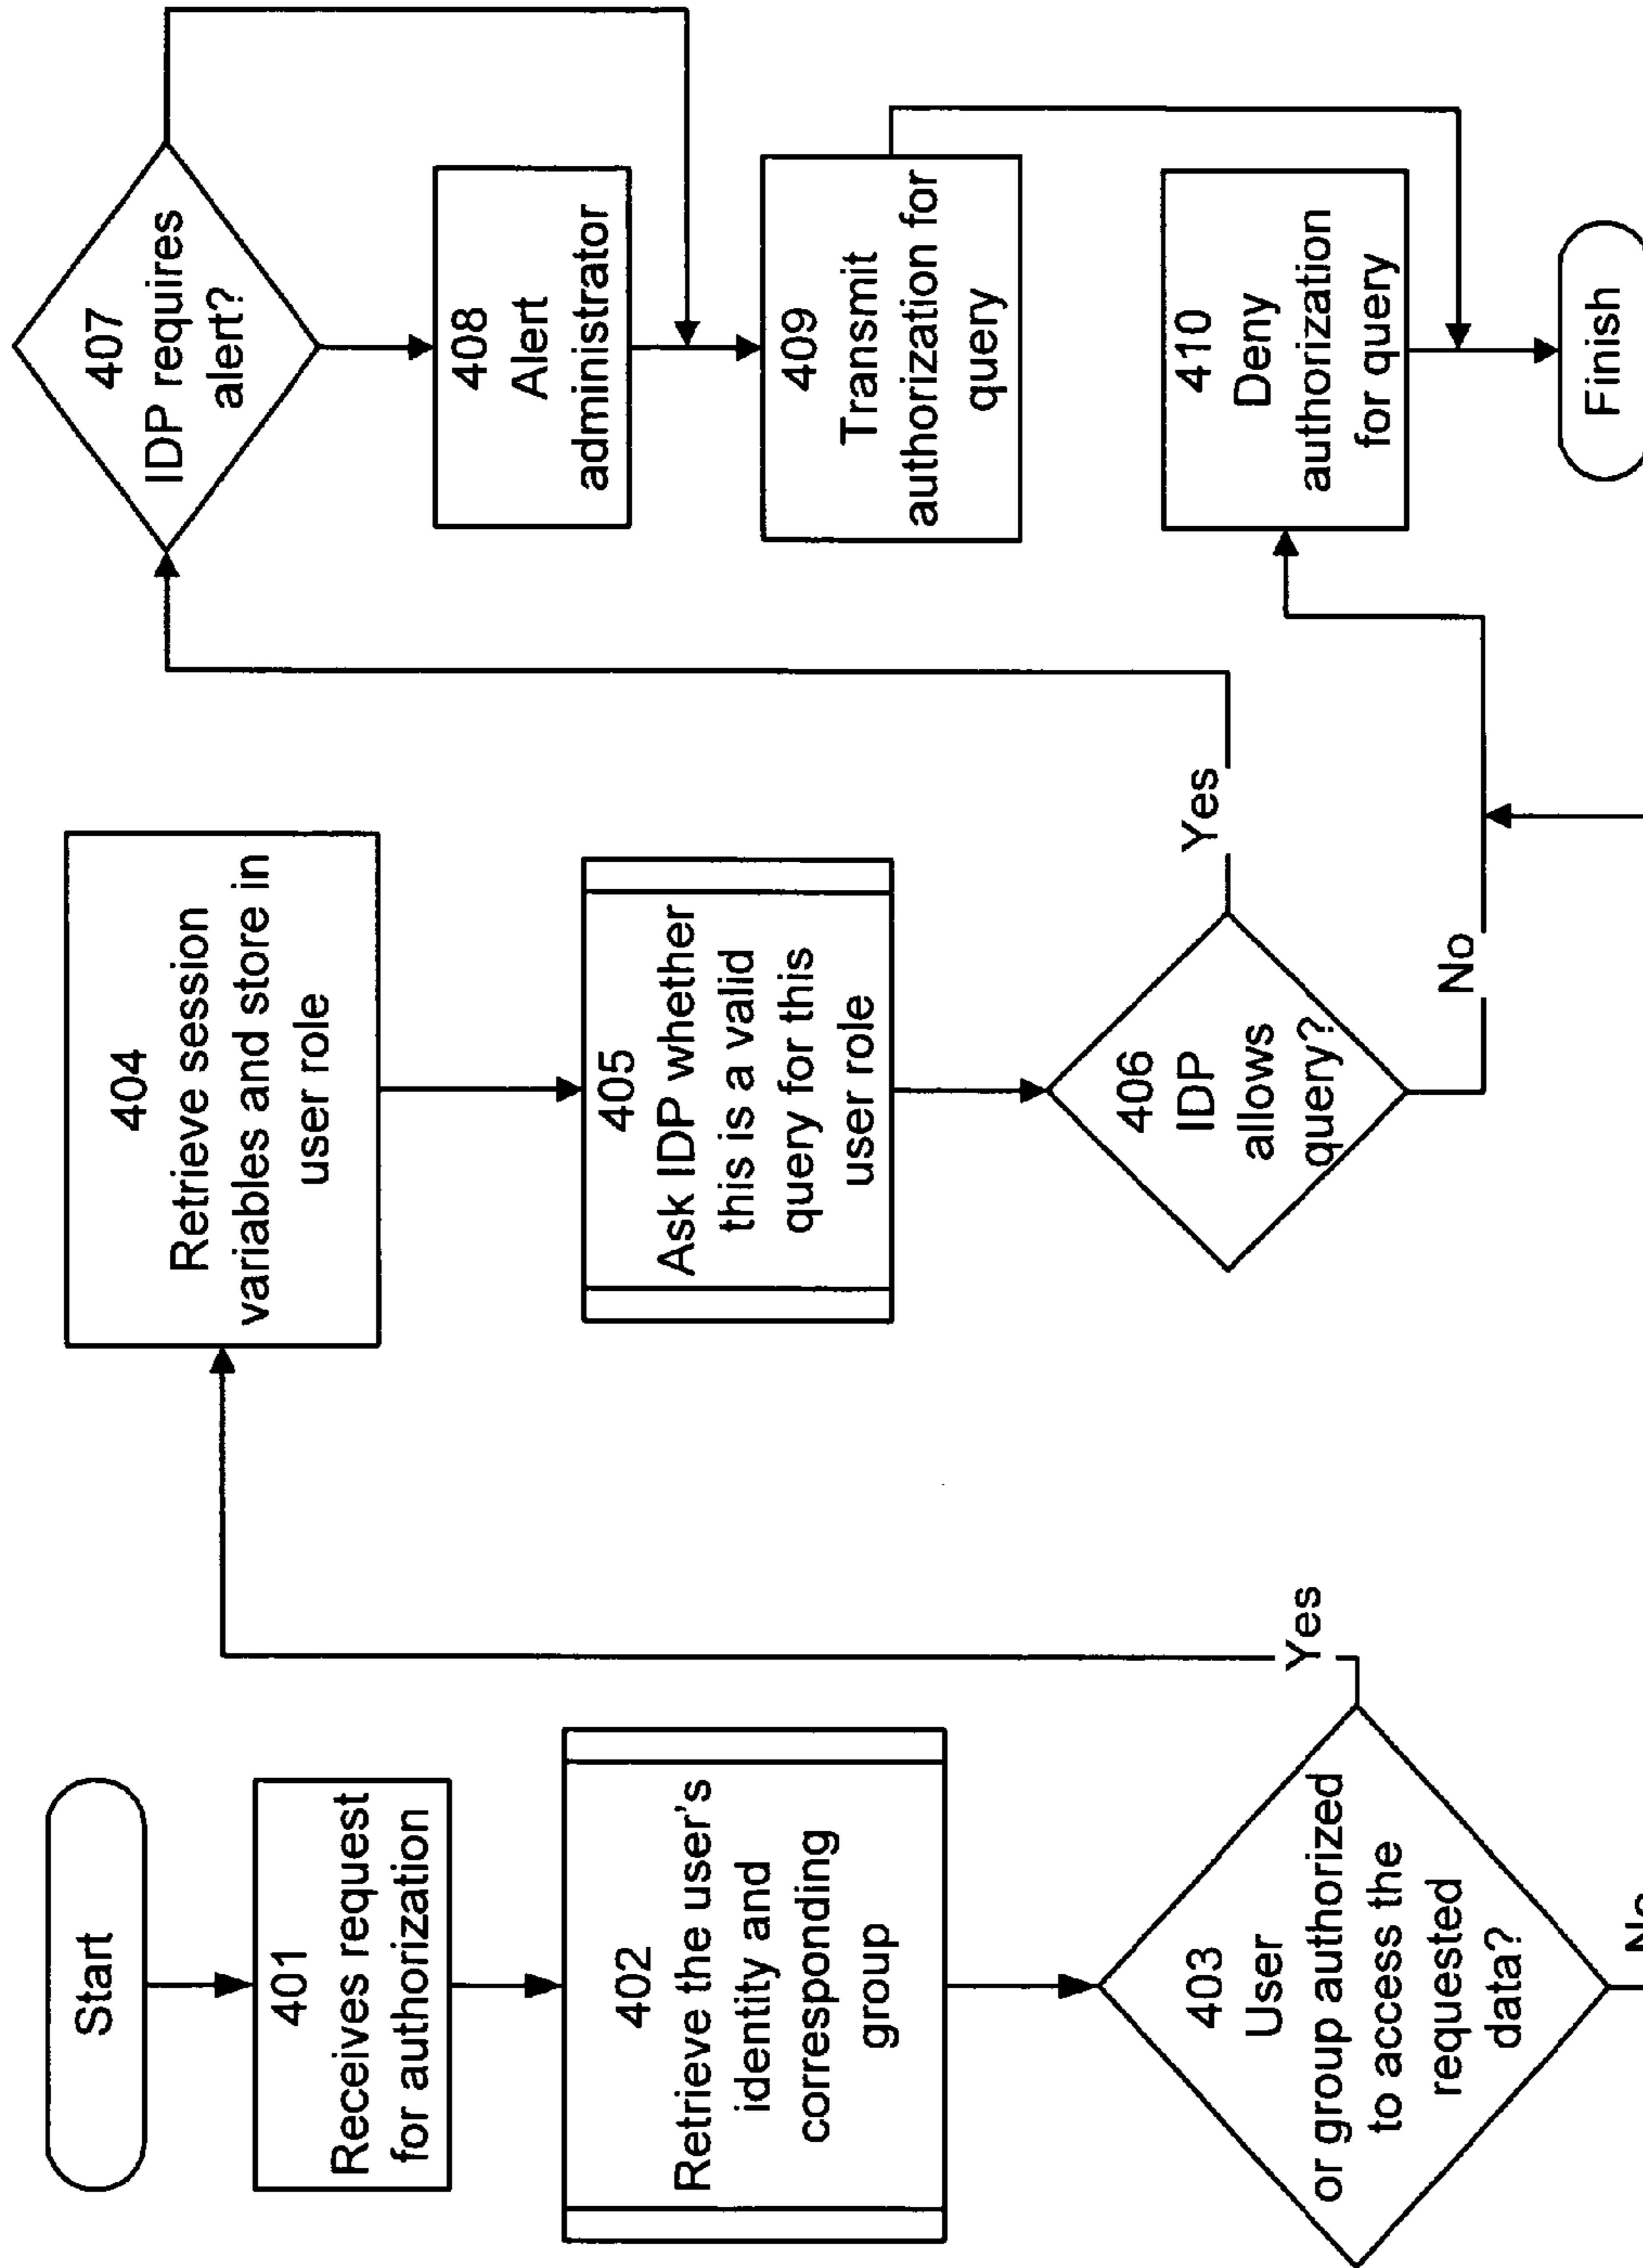 Start
401
Receives request
for authorization
402
Retrieve the user's
identity and
corresponding
group
403
User
or group authorized
to access the
requested
data?
Yes
No
404
Retrieve session
variables and store in
user role
405
Ask IDP whether
this is a valid
query for this
user role
406
IDP
allows
query?
Yes
No
407
IDP requires
alert?
408
Alert
administrator
409
Transmit
authorization for
query
410
Deny
authorization
for query
Finish